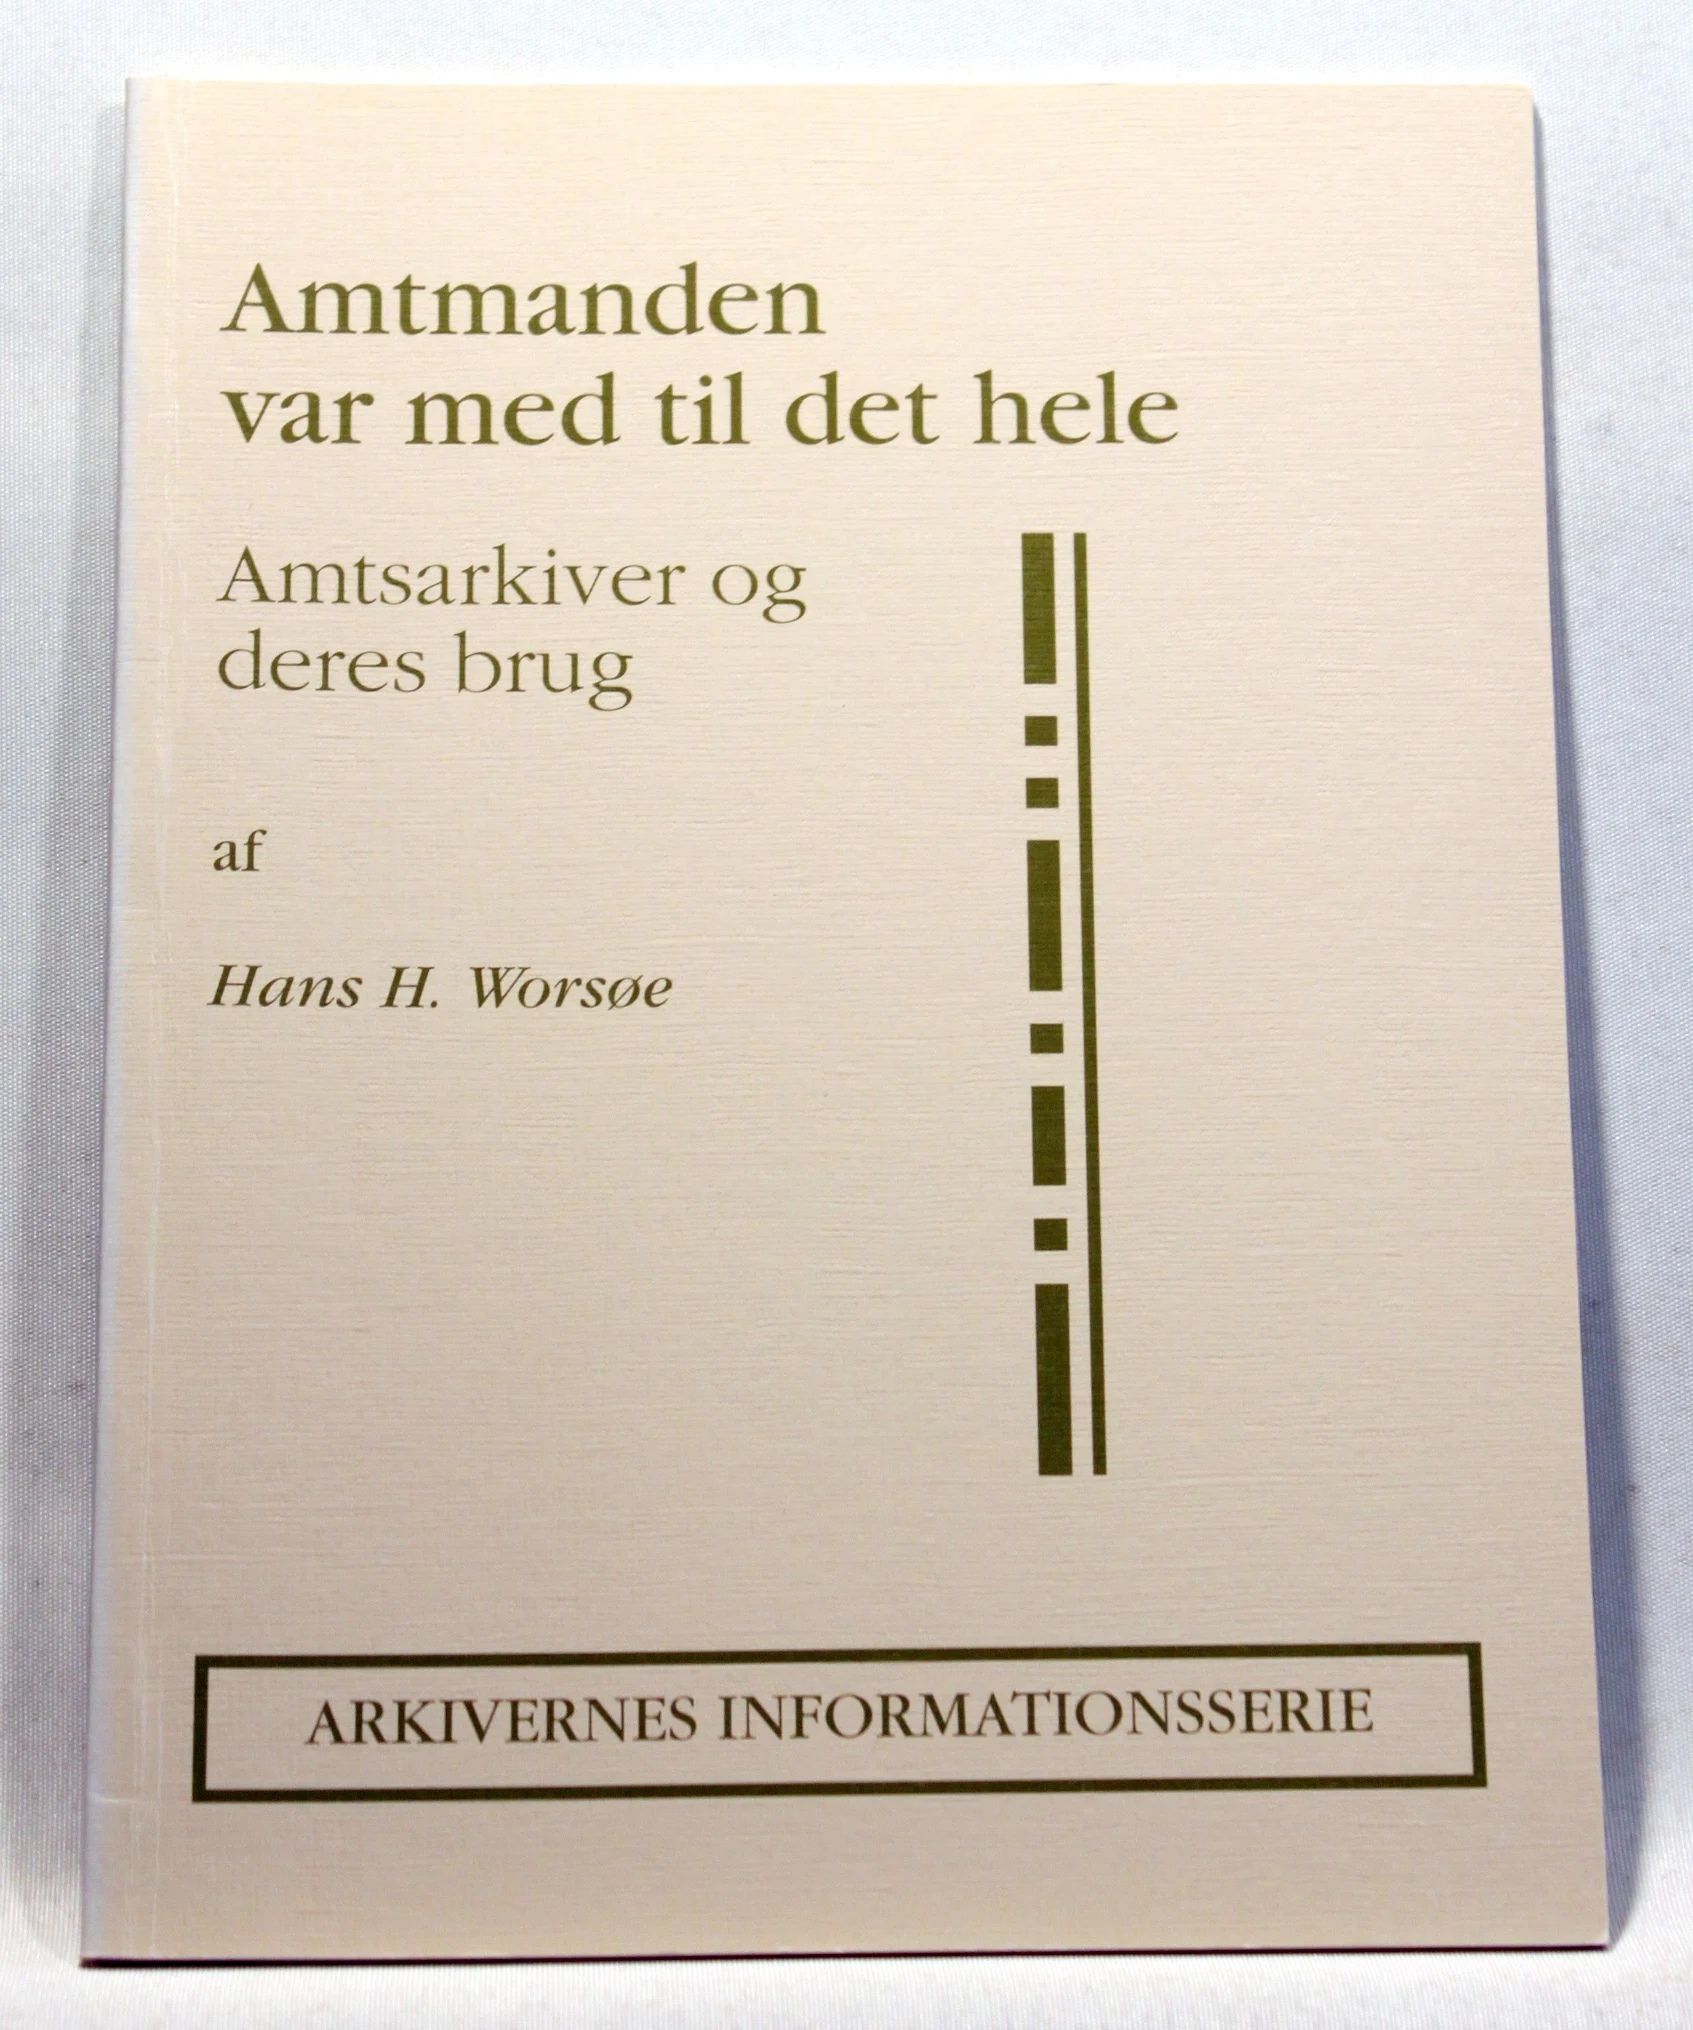 Amtmanden
var med til det hele
Amtsarkiver og
deres brug
af
Hans H. Worsøe
ARKIVERNES INFORMATIONSSERIE